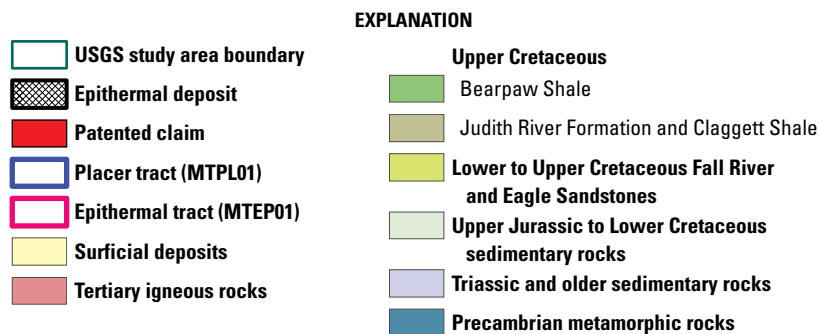 EXPLANATION
USGS study area boundary
Epithermal deposit
Patented claim
Placer tract (MTPL01)
Epithermal tract (MTEP01)
Surficial deposits
Tertiary igneous rocks
Upper Cretaceous
Bearpaw Shale
Judith River Formation and Claggett Shale
Lower to Upper Cretaceous Fall River
and Eagle Sandstones
Upper Jurassic to Lower Cretaceous
sedimentary rocks
Triassic and older sedimentary rocks
Precambrian metamorphic rocks